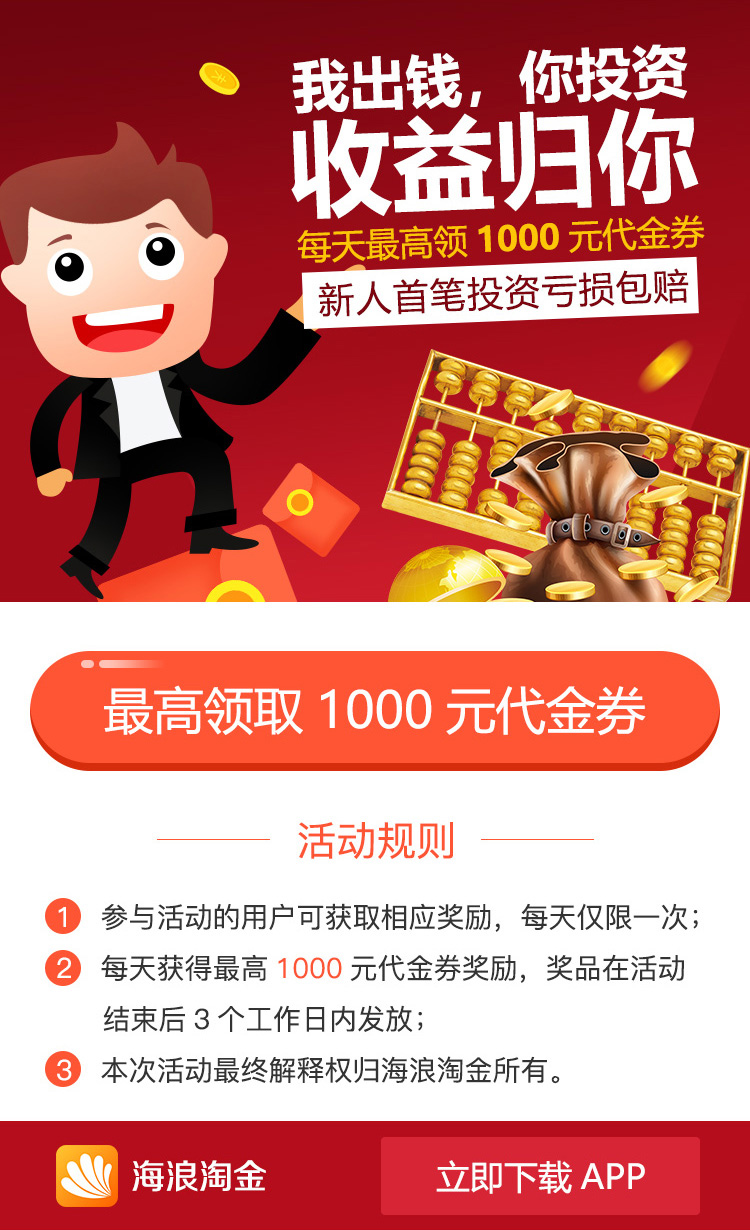 我出钱，你投资
收益归你
每天最高领 1000 元代金券
新人首笔投资亏损包赔
最高领取 1000 元代金券
活动规则
1 参与活动的用户可获取相应奖励，每天仅限一次；
2 每天获得最高 1000 元代金券奖励，奖品在活动
结束后 3 个工作日内发放；
3 本次活动最终解释权归海浪淘金所有。
海浪淘金
立即下载 APP